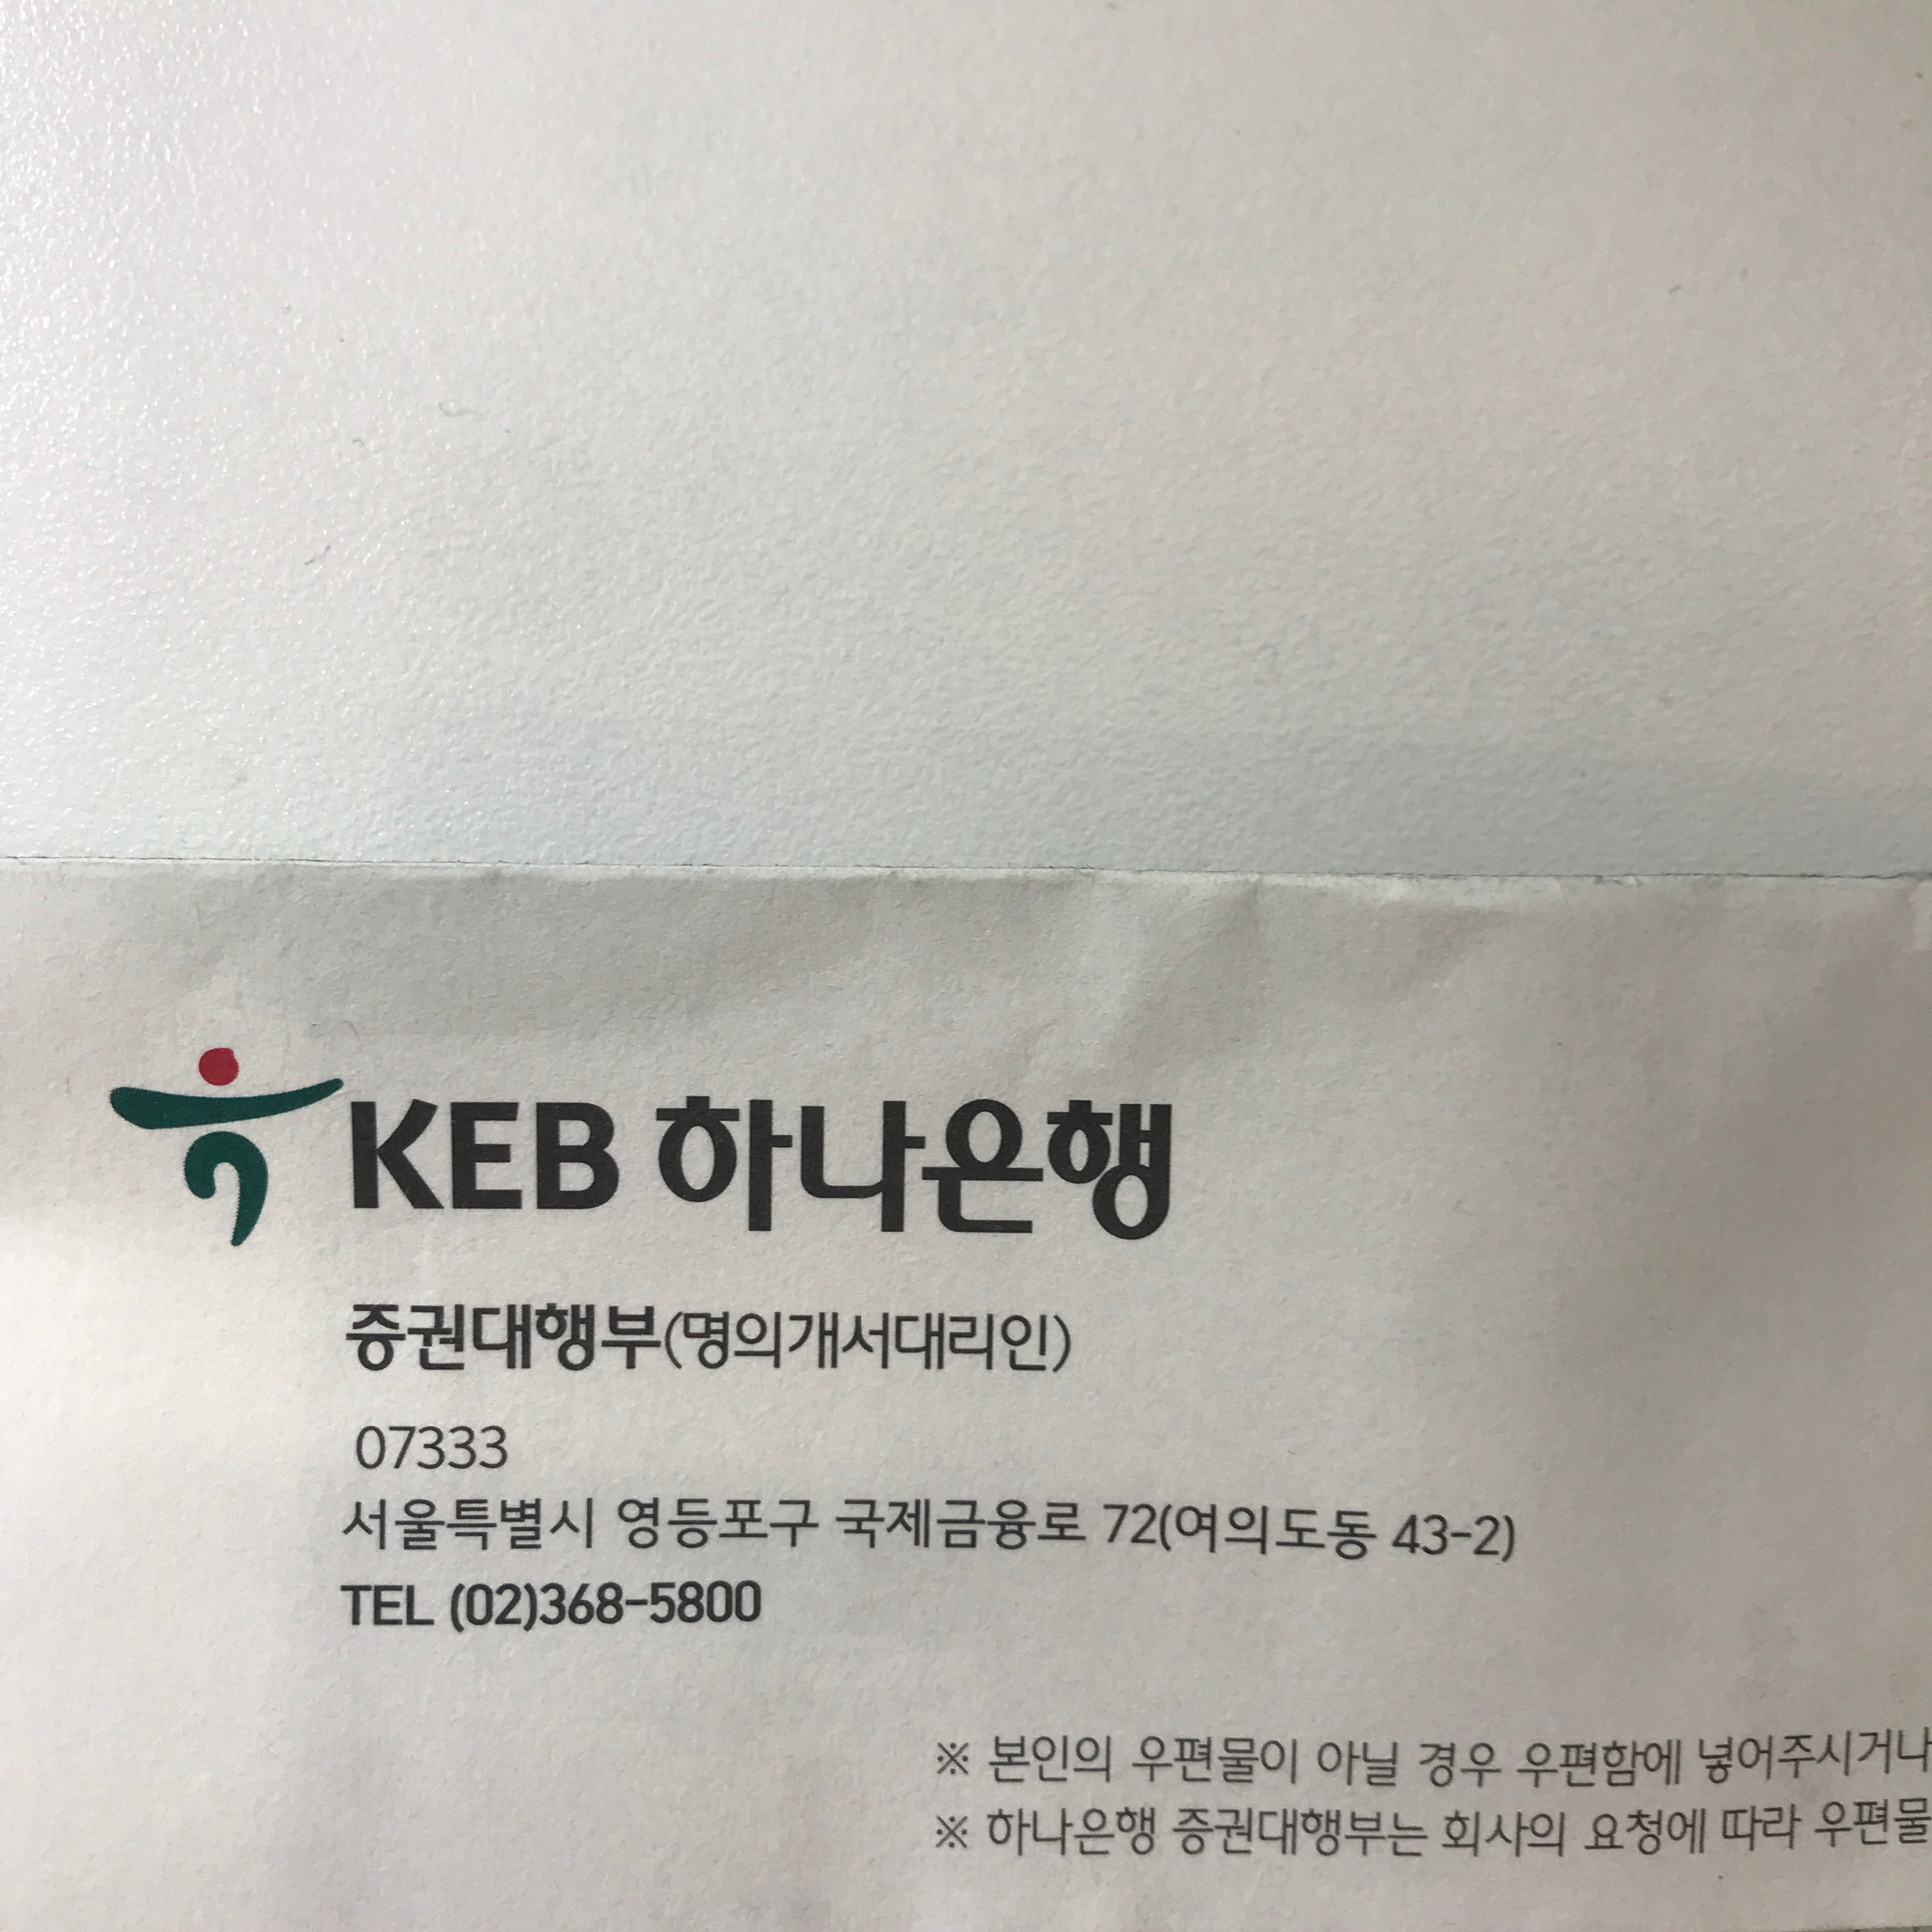 KEB 하나은행
증권대행부(명의개서대리인)
07333
서울특별시 영등포구 국제금융로 72(여의도동 43-2)
TEL (02)368-5800
※ 본인의 우편물이 아닐 경우 우편함에 넣어주시거나
※ 하나은행 증권대행부는 회사의 요청에 따라 우편물